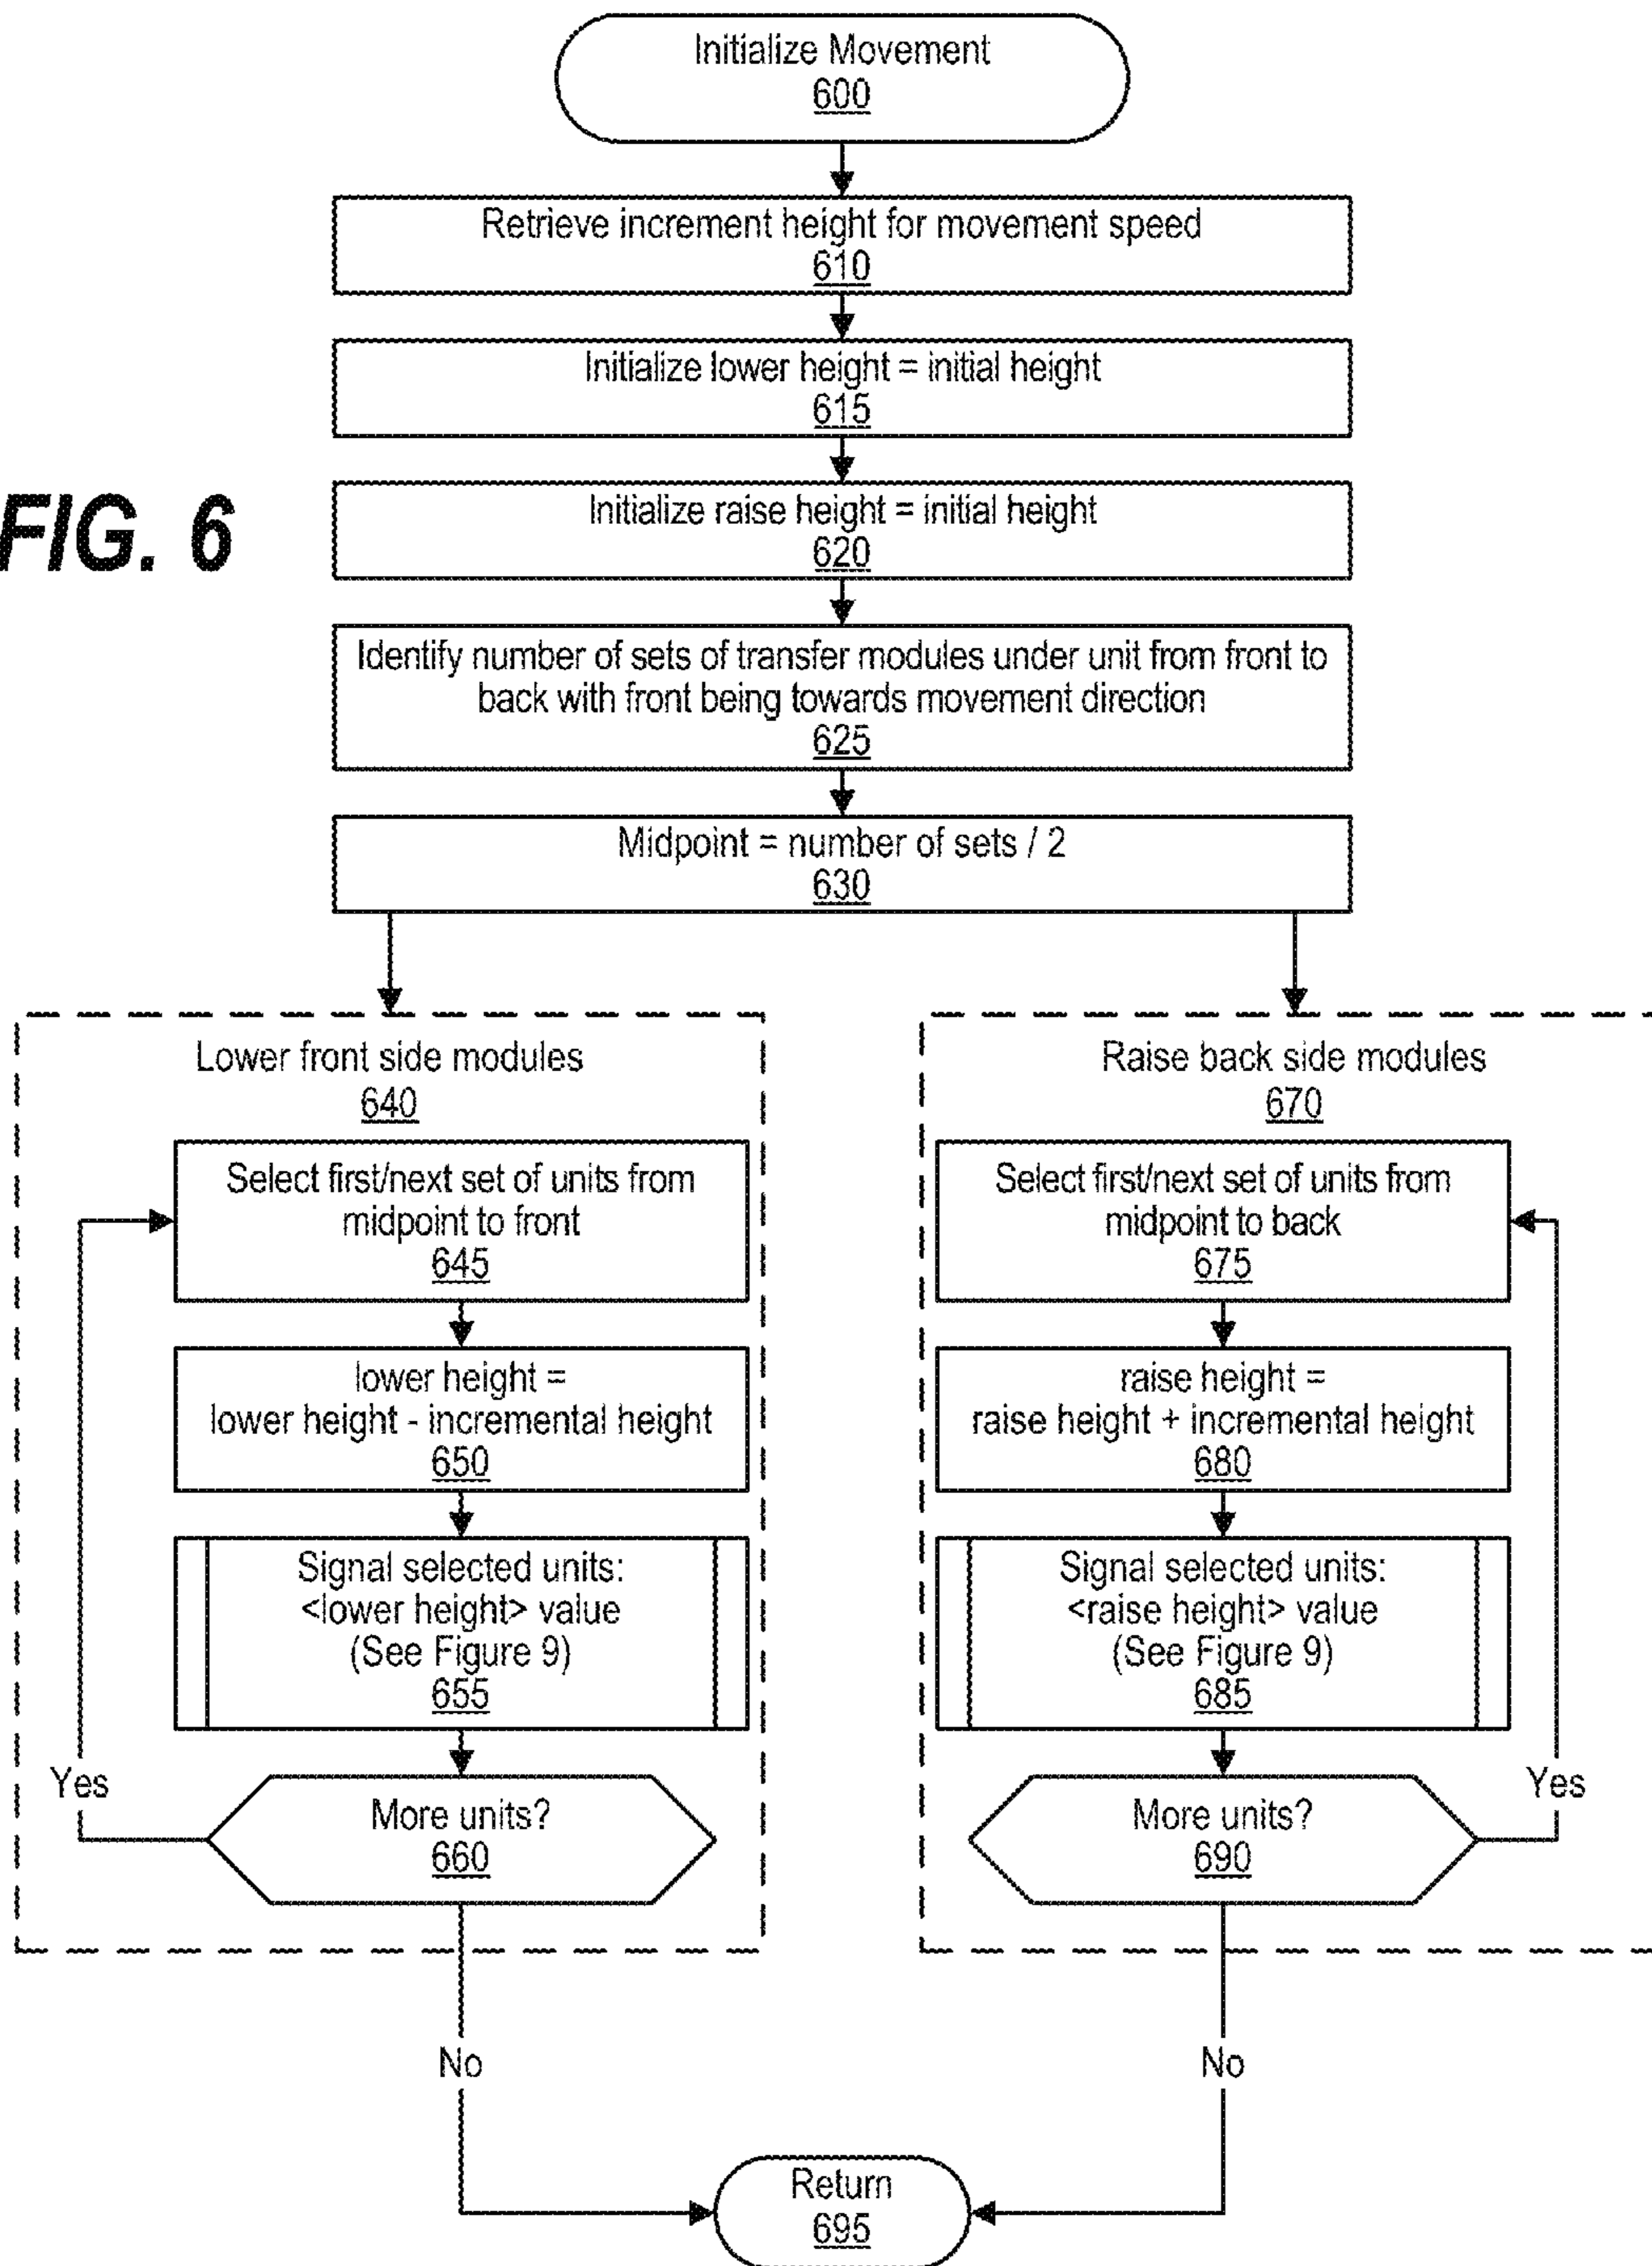 Initialize Movement
600
Retrieve increment height for movement speed
610
Initialize lower height = initial height
615
FIG. 6
Initialize raise height = initial height
620
Identify number of sets of transfer modules under unit from front to
back with front being towards movement direction
625
Midpoint = number of sets / 2
630
Lower front side modules
640
Select first/next set of units from
midpoint to front
645
lower height =
lower height - incremental height
650
Signal selected units:
<lower height> value
(See Figure 9)
655
Yes
More units?
660
No
Raise back side modules
670
Select first/next set of units from
midpoint to back
675
raise height =
raise height + incremental height
680
Signal selected units:
<raise height> value
(See Figure 9)
685
Yes
More units?
690
No
Return
695